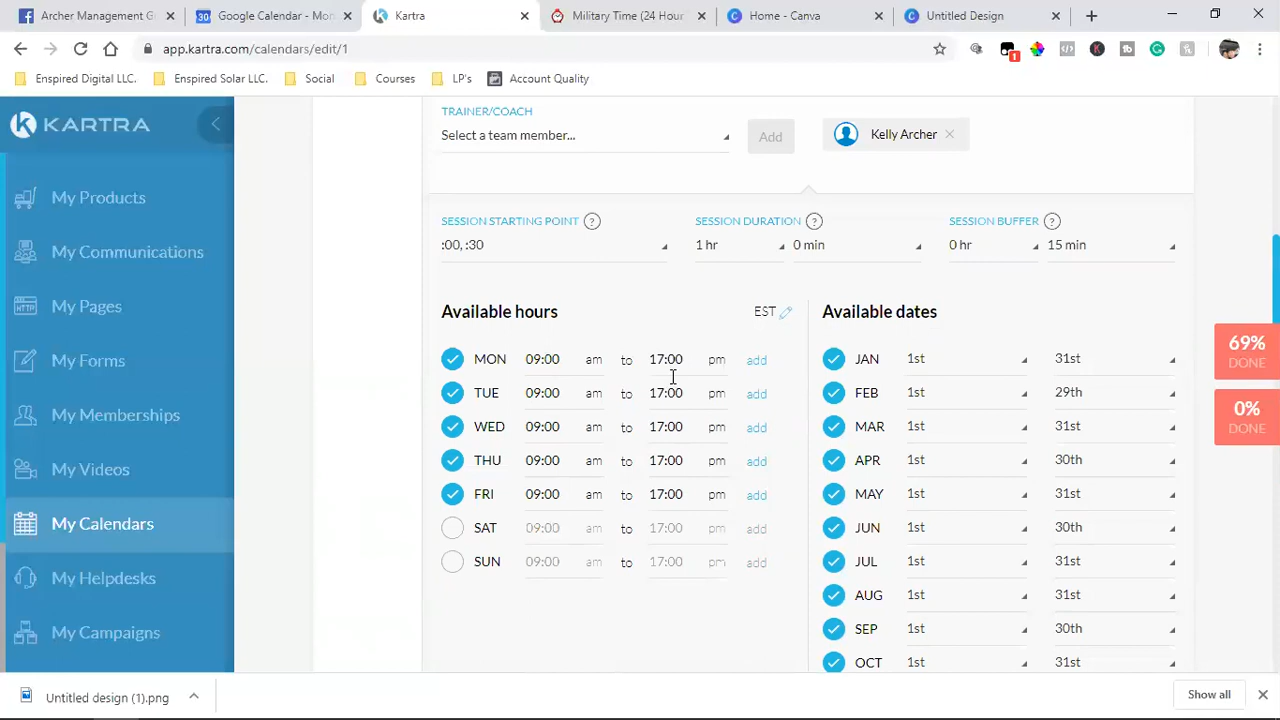 Archer Management G
Google Calendar - Mon
Kartra
Military Time (24 Hour
Home - Canva
Untitled Design
app.kartra.com/calendars/edit/1
1
Enspired Digital LLC.
Enspired Solar LLC.
Social
Courses
LP's
Account Quality
KARTRA
My Products
My Communications
My Pages
My Forms
My Memberships
My Videos
My Calendars
My Helpdesks
My Campaigns
TRAINER/COACH
Select a team member... Add Kelly Archer
SESSION STARTING POINT ? SESSION DURATION ? SESSION BUFFER ?
:00, :30 1 hr 0 min 0 hr 15 min
Available hours EST
MON 09:00 am to 17:00 pm add
TUE 09:00 am to 17:00 pm add
WED 09:00 am to 17:00 pm add
THU 09:00 am to 17:00 pm add
FRI 09:00 am to 17:00 pm add
SAT 09:00 am to 17:00 pm add
SUN 09:00 am to 17:00 pm add
Available dates
JAN 1st 31st
FEB 1st 29th
MAR 1st 31st
APR 1st 30th
MAY 1st 31st
JUN 1st 30th
JUL 1st 31st
AUG 1st 31st
SEP 1st 30th
OCT 1st 31st
69%
DONE
0%
DONE
Untitled design (1).png
Show all